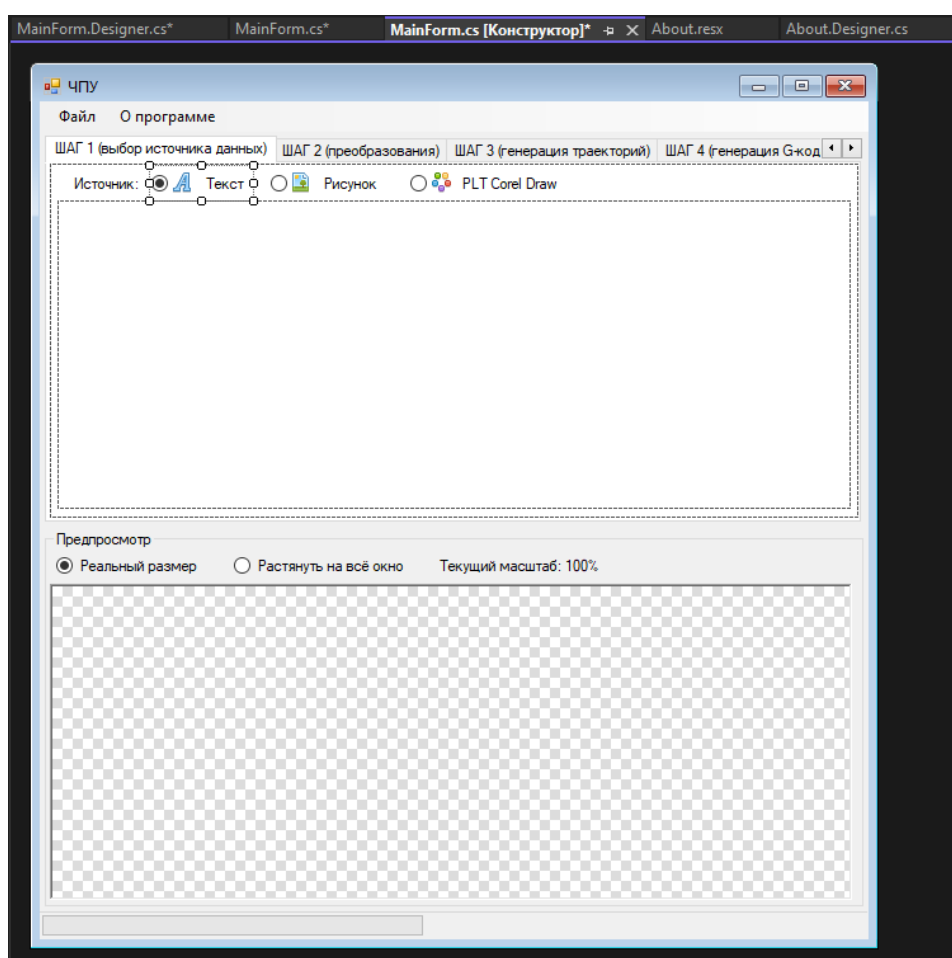 MainForm.Designer.cs* MainForm.cs* MainForm.cs [Конструктор]* About.resx About.Designer.cs
ЧПУ
Файл О программе
ШАГ 1 (выбор источника данных) ШАГ 2 (преобразования) ШАГ 3 (генерация траекторий) ШАГ 4 (генерация G-код
Источник: Текст Рисунок PLT Corel Draw
Предпросмотр
Реальный размер Растянуть на всё окно Текущий масштаб: 100%